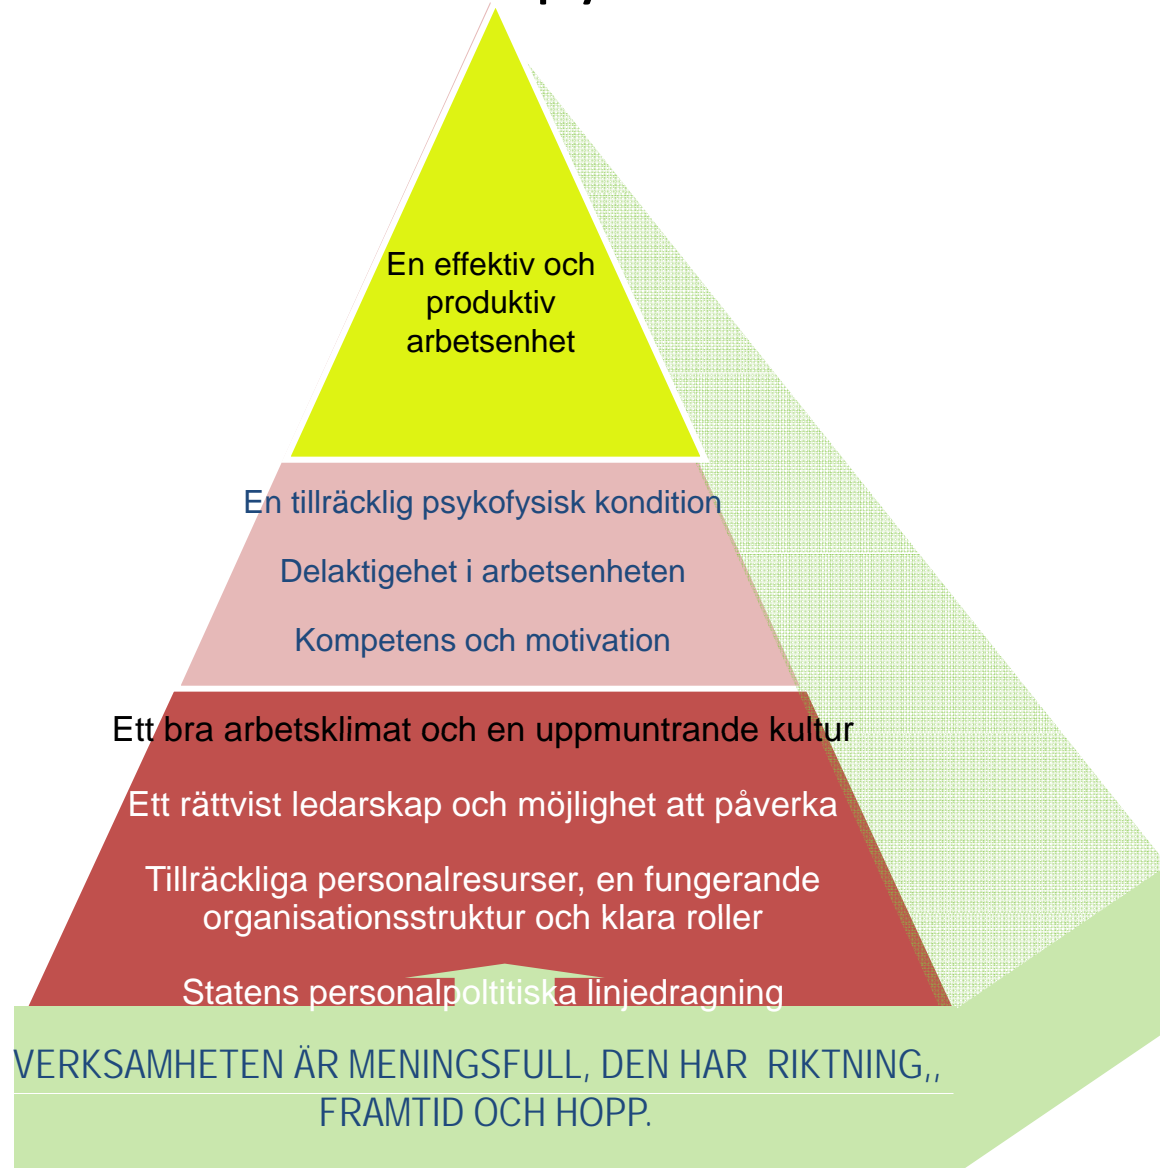 En effektiv och
produktiv
arbetsenhet
En tillräcklig psykofysisk kondition
Delaktigehet i arbetsenheten
Kompetens och motivation
Ett bra arbetsklimat och en uppmuntrande kultur
Ett rättvist ledarskap och möjlighet att påverka
Tillräckliga personalresurser, en fungerande
organisationsstruktur och klara roller
Statens personalpoltitiska linjedragning
VERKSAMHETEN ÄR MENINGSFULL, DEN HAR RIKTNING,,
FRAMTID OCH HOPP.